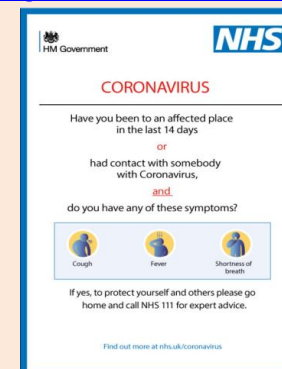 HM Government
NHS
CORONAVIRUS
Have you been to an affected place
in the last 14 days
or
had contact with somebody
with Coronavirus,
and
do you have any of these symptoms?
Cough
Fever
Shortness of
breath
If yes, to protect yourself and others please go
home and call NHS 111 for expert advice.
Find out more at nhs.uk/coronavirus